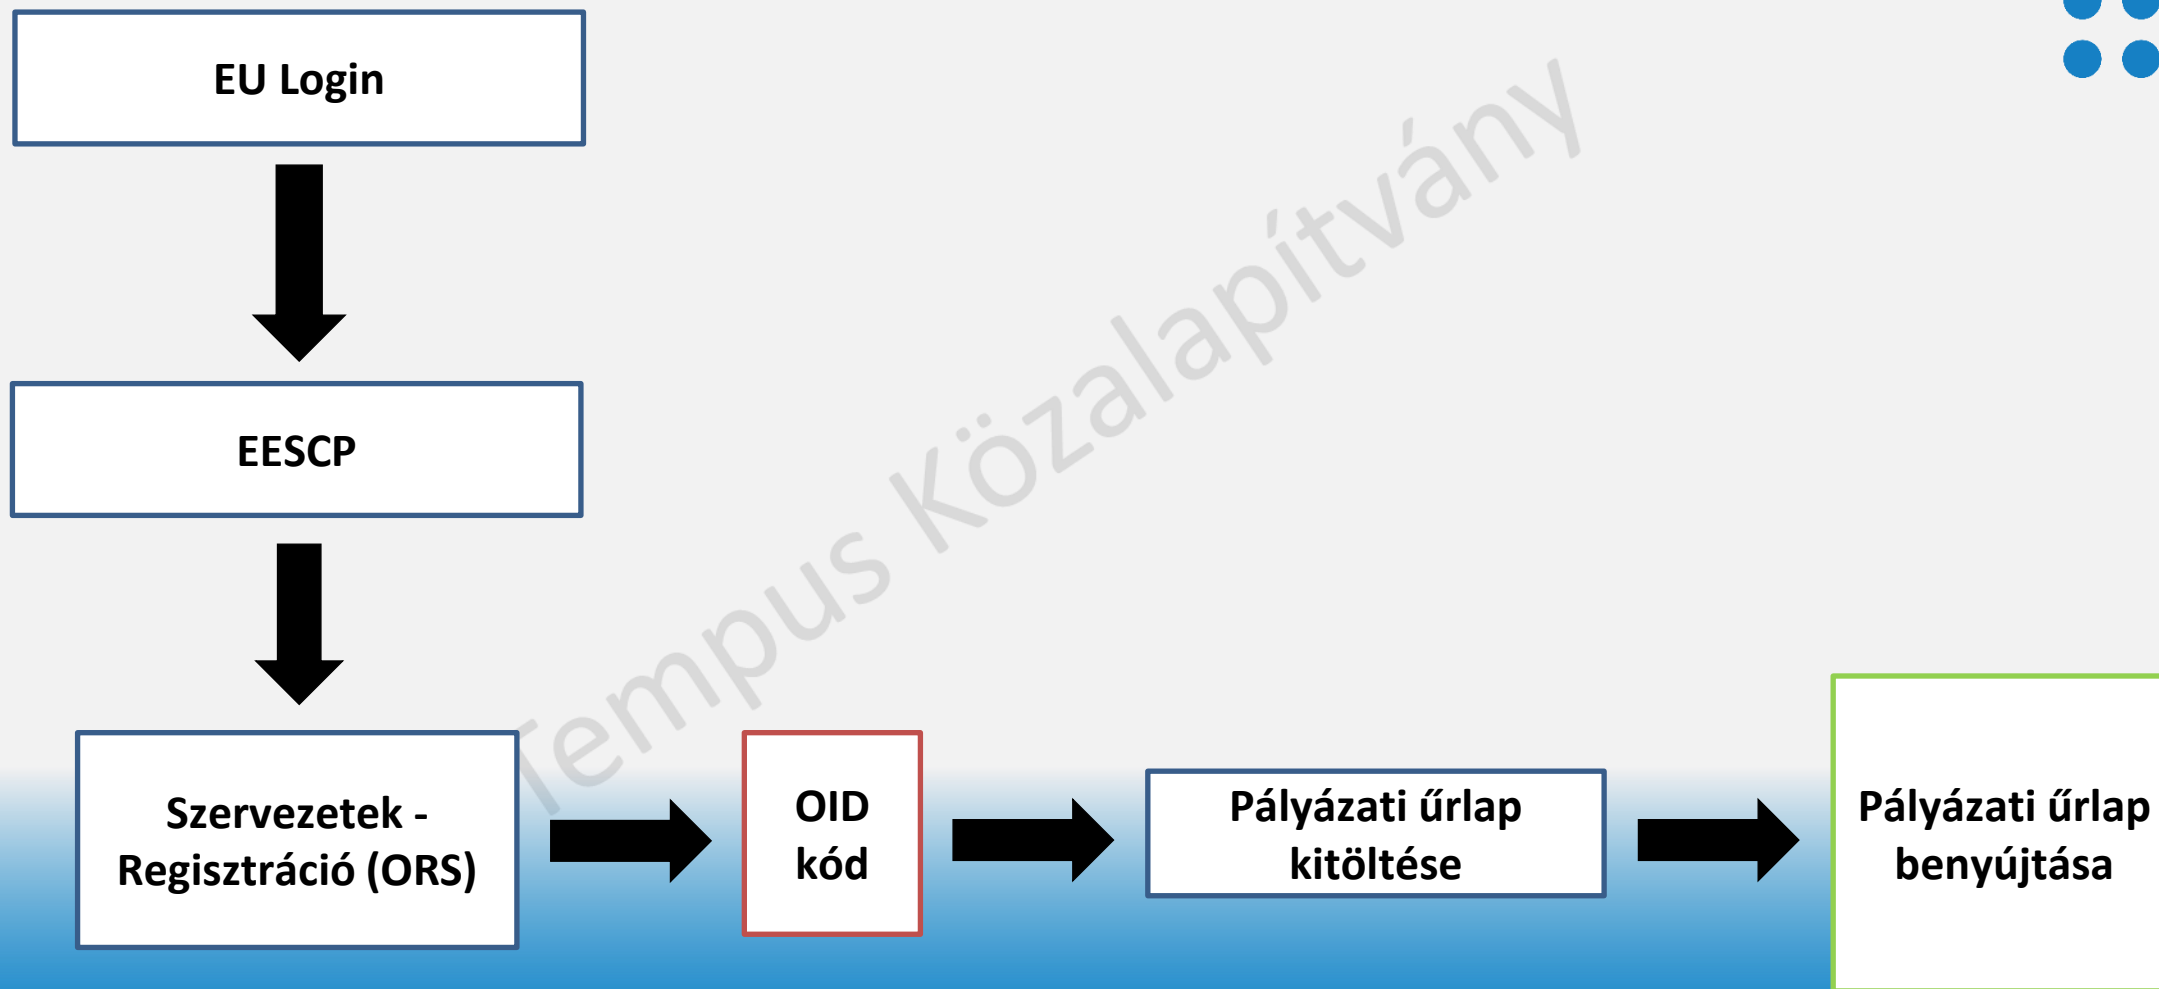 EU Login
EESCP
Szervezetek -
Regisztráció (ORS)
OID
kód
Pályázati űrlap
kitöltése
Pályázati űrlap
benyújtása
Tempus Közalapítvány